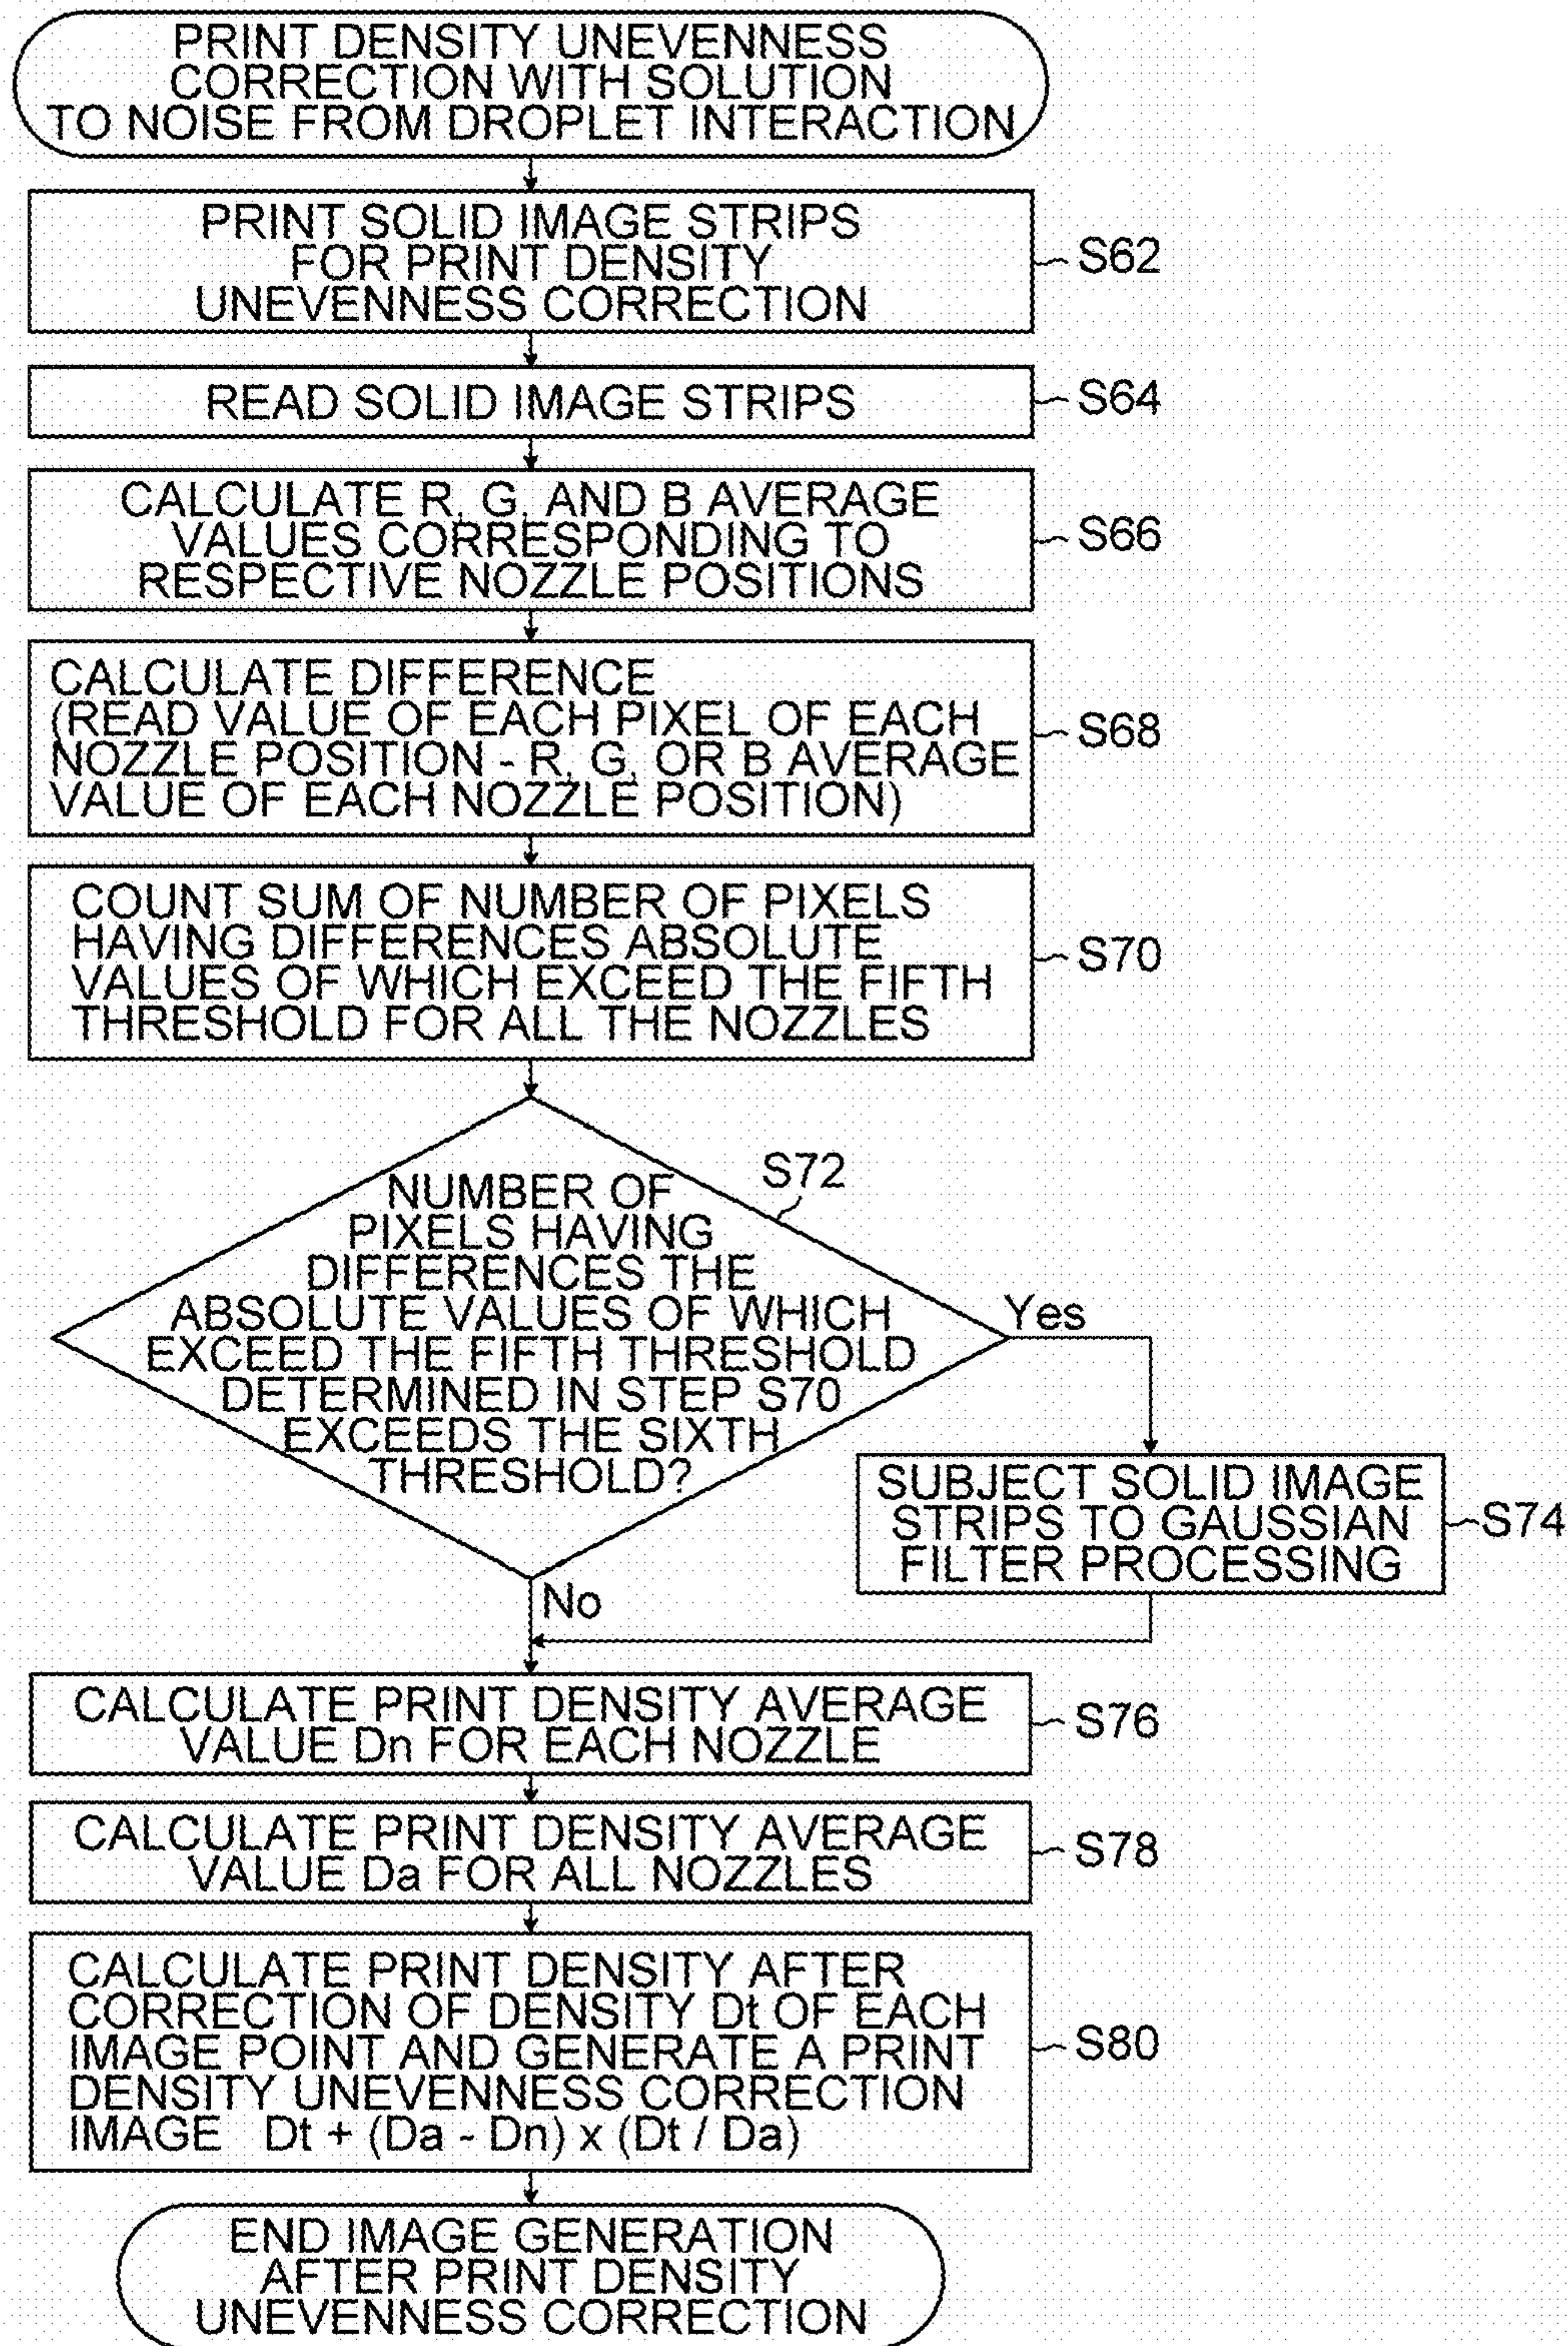 PRINT DENSITY UNEVENNESS
CORRECTION WITH SOLUTION
TO NOISE FROM DROPLET INTERACTION
PRINT SOLID IMAGE STRIPS
FOR PRINT DENSITY
UNEVENNESS CORRECTION
S62
READ SOLID IMAGE STRIPS
S64
CALCULATE R, G, AND B AVERAGE
VALUES CORRESPONDING TO
RESPECTIVE NOZZLE POSITIONS
S66
CALCULATE DIFFERENCE
(READ VALUE OF EACH PIXEL OF EACH
NOZZLE POSITION - R, G, OR B AVERAGE
VALUE OF EACH NOZZLE POSITION)
S68
COUNT SUM OF NUMBER OF PIXELS
HAVING DIFFERENCES ABSOLUTE
VALUES OF WHICH EXCEED THE FIFTH
THRESHOLD FOR ALL THE NOZZLES
S70
S72
NUMBER OF
PIXELS HAVING
DIFFERENCES THE
ABSOLUTE VALUES OF WHICH
EXCEED THE FIFTH THRESHOLD
DETERMINED IN STEP S70
EXCEEDS THE SIXTH
THRESHOLD?
Yes
SUBJECT SOLID IMAGE
STRIPS TO GAUSSIAN
FILTER PROCESSING
S74
No
CALCULATE PRINT DENSITY AVERAGE
VALUE Dn FOR EACH NOZZLE
S76
CALCULATE PRINT DENSITY AVERAGE
VALUE Da FOR ALL NOZZLES
S78
CALCULATE PRINT DENSITY AFTER
CORRECTION OF DENSITY Dt OF EACH
IMAGE POINT AND GENERATE A PRINT
DENSITY UNEVENNESS CORRECTION
IMAGE Dt + (Da - Dn) x (Dt / Da)
S80
END IMAGE GENERATION
AFTER PRINT DENSITY
UNEVENNESS CORRECTION